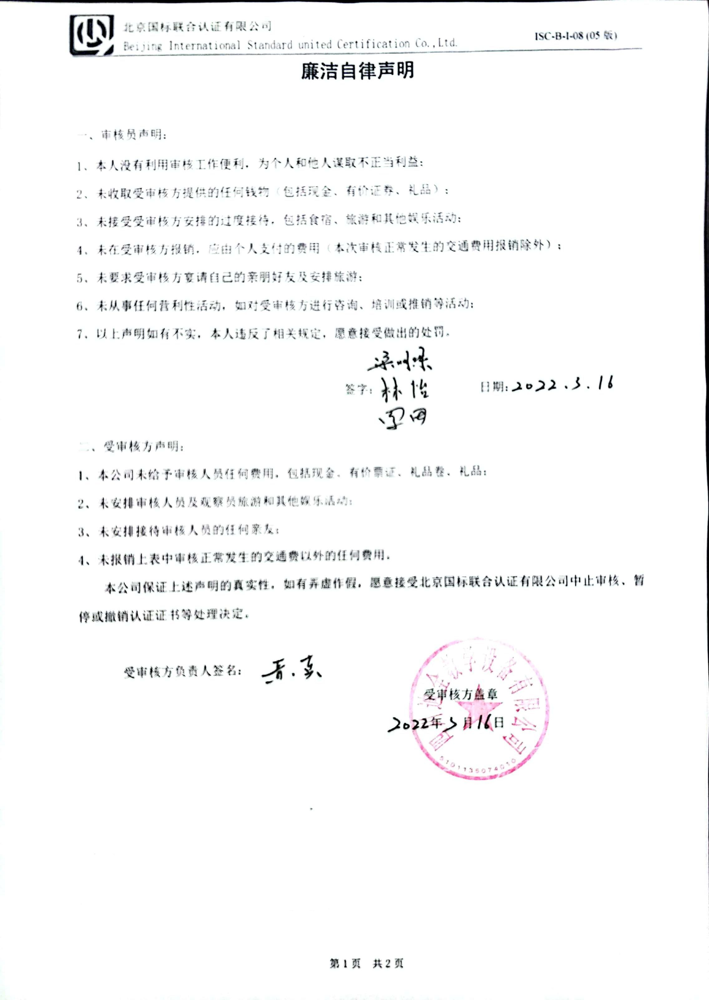 北京国标联合认证有限公司
Beijing International Standard united Certification Co.,Ltd.
ISC-B-I-08(05 版)
廉洁自律声明
一、审核员声明：
1、本人没有利用审核工作便利，为个人和他人谋取不正当利益；
2、未收取受审核方提供的任何钱物（包括现金、有价证券、礼品）；
3、未接受受审核方安排的过度接待，包括食宿、旅游和其他娱乐活动；
4、未在受审核方报销，应由个人支付的费用（本次审核正常发生的交通费用报销除外）；
5、未要求受审核方宴请自己的亲朋好友及安排旅游；
6、未从事任何营利性活动，如对受审核方进行咨询、培训或推销等活动；
7、以上声明如有不实，本人违反了相关规定，愿意接受做出的处罚。
签字：林怡 日期：2022.3.16
二、受审核方声明：
1、本公司未给予审核人员任何费用，包括现金、有价票证、礼品卷、礼品；
2、未安排审核人员及观察员旅游和其他娱乐活动；
3、未安排接待审核人员的任何亲友；
4、未报销上表中审核正常发生的交通费以外的任何费用。
本公司保证上述声明的真实性，如有弄虚作假，愿意接受北京国标联合认证有限公司中止审核、暂
停或撤销认证证书等处理决定。
受审核方负责人签名：
教学设备有限公司
受审核方盖章
2022年3月16日
5101135074010
第1页 共2页